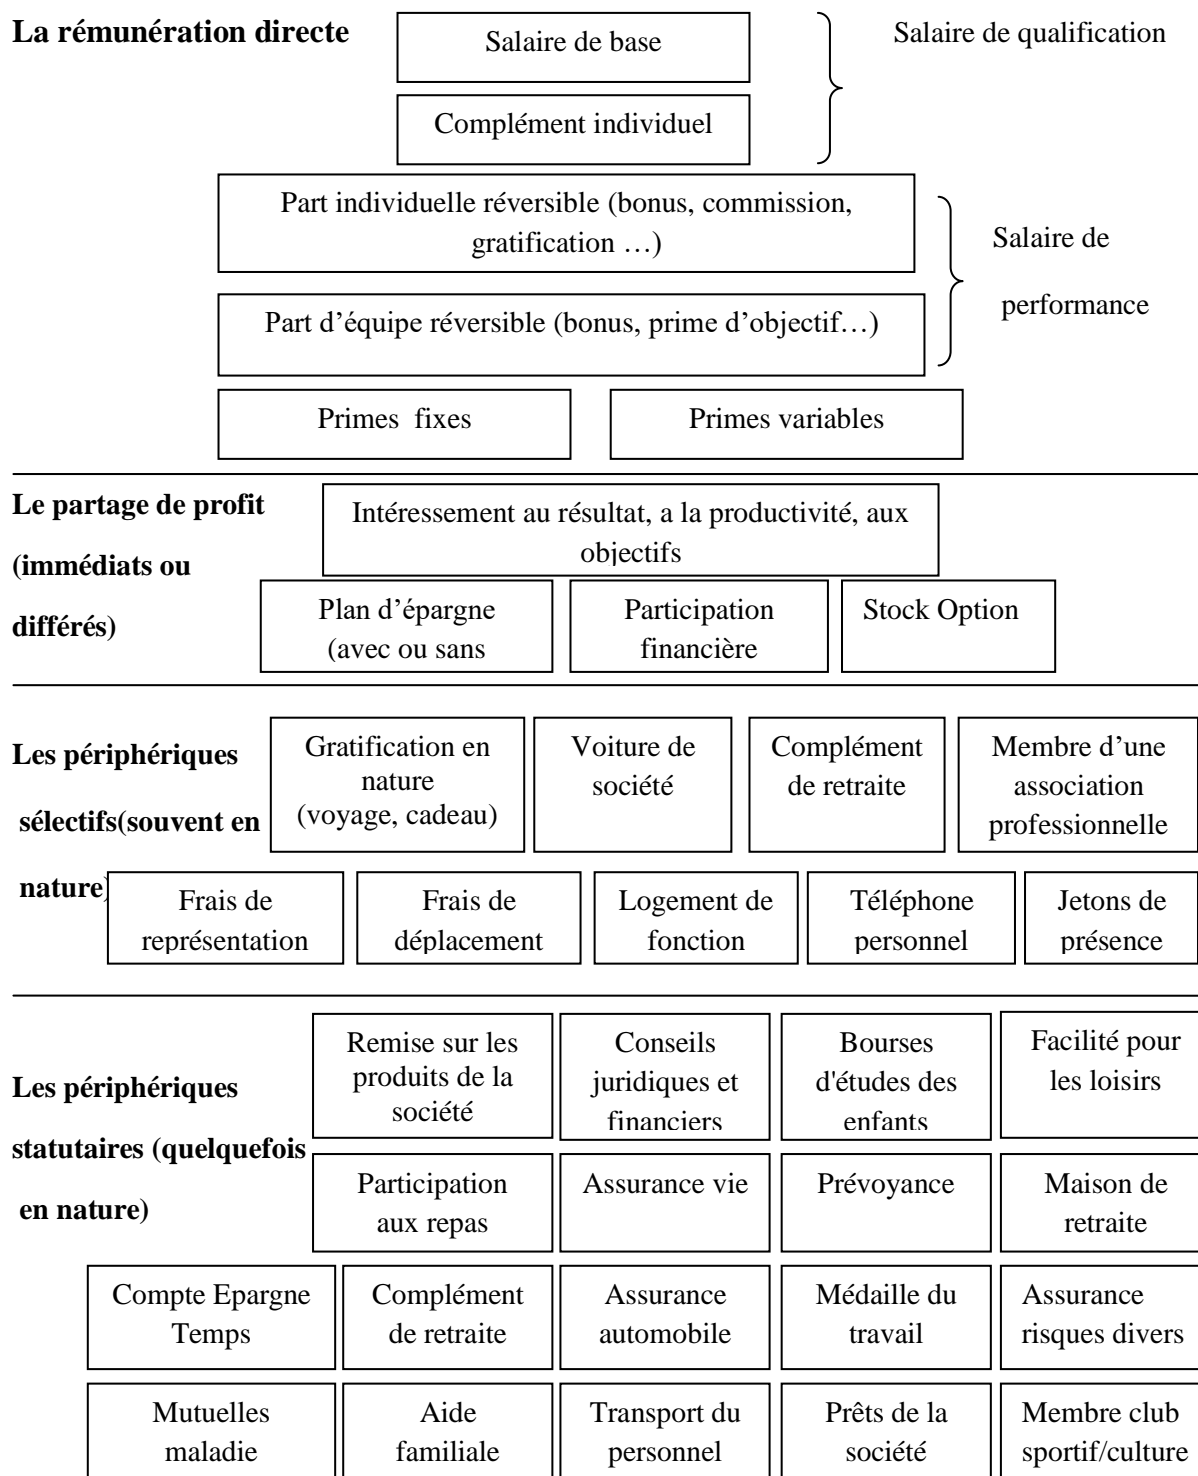 La rémunération directe
Salaire de base
Salaire de qualification
Complément individuel
Part individuelle réversible (bonus, commission,
gratification …)
Salaire de
performance
Part d’équipe réversible (bonus, prime d’objectif…)
Primes fixes
Primes variables
Le partage de profit
(immédiats ou
différés)
Intéressement au résultat, a la productivité, aux
objectifs
Plan d’épargne
(avec ou sans
Participation
financière
Stock Option
Les périphériques
sélectifs(souvent en
nature)
Gratification en
nature
(voyage, cadeau)
Voiture de
société
Complément
de retraite
Membre d’une
association
professionnelle
Frais de
représentation
Frais de
déplacement
Logement de
fonction
Téléphone
personnel
Jetons de
présence
Les périphériques
statutaires (quelquefois
en nature)
Remise sur les
produits de la
société
Conseils
juridiques et
financiers
Bourses
d'études des
enfants
Facilité pour
les loisirs
Participation
aux repas
Assurance vie
Prévoyance
Maison de
retraite
Compte Epargne
Temps
Complément
de retraite
Assurance
automobile
Médaille du
travail
Assurance
risques divers
Mutuelles
maladie
Aide
familiale
Transport du
personnel
Prêts de la
société
Membre club
sportif/culture